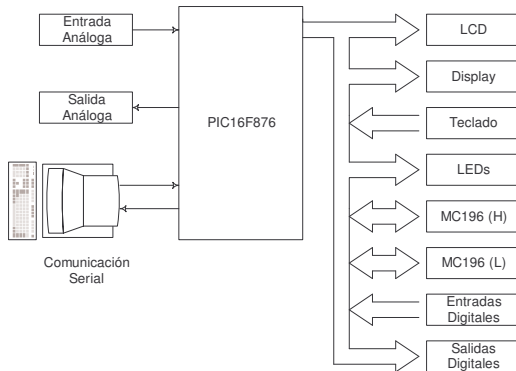 Entrada
Análoga
Salida
Análoga
Comunicación
Serial
PIC16F876
LCD
Display
Teclado
LEDs
MC196 (H)
MC196 (L)
Entradas
Digitales
Salidas
Digitales